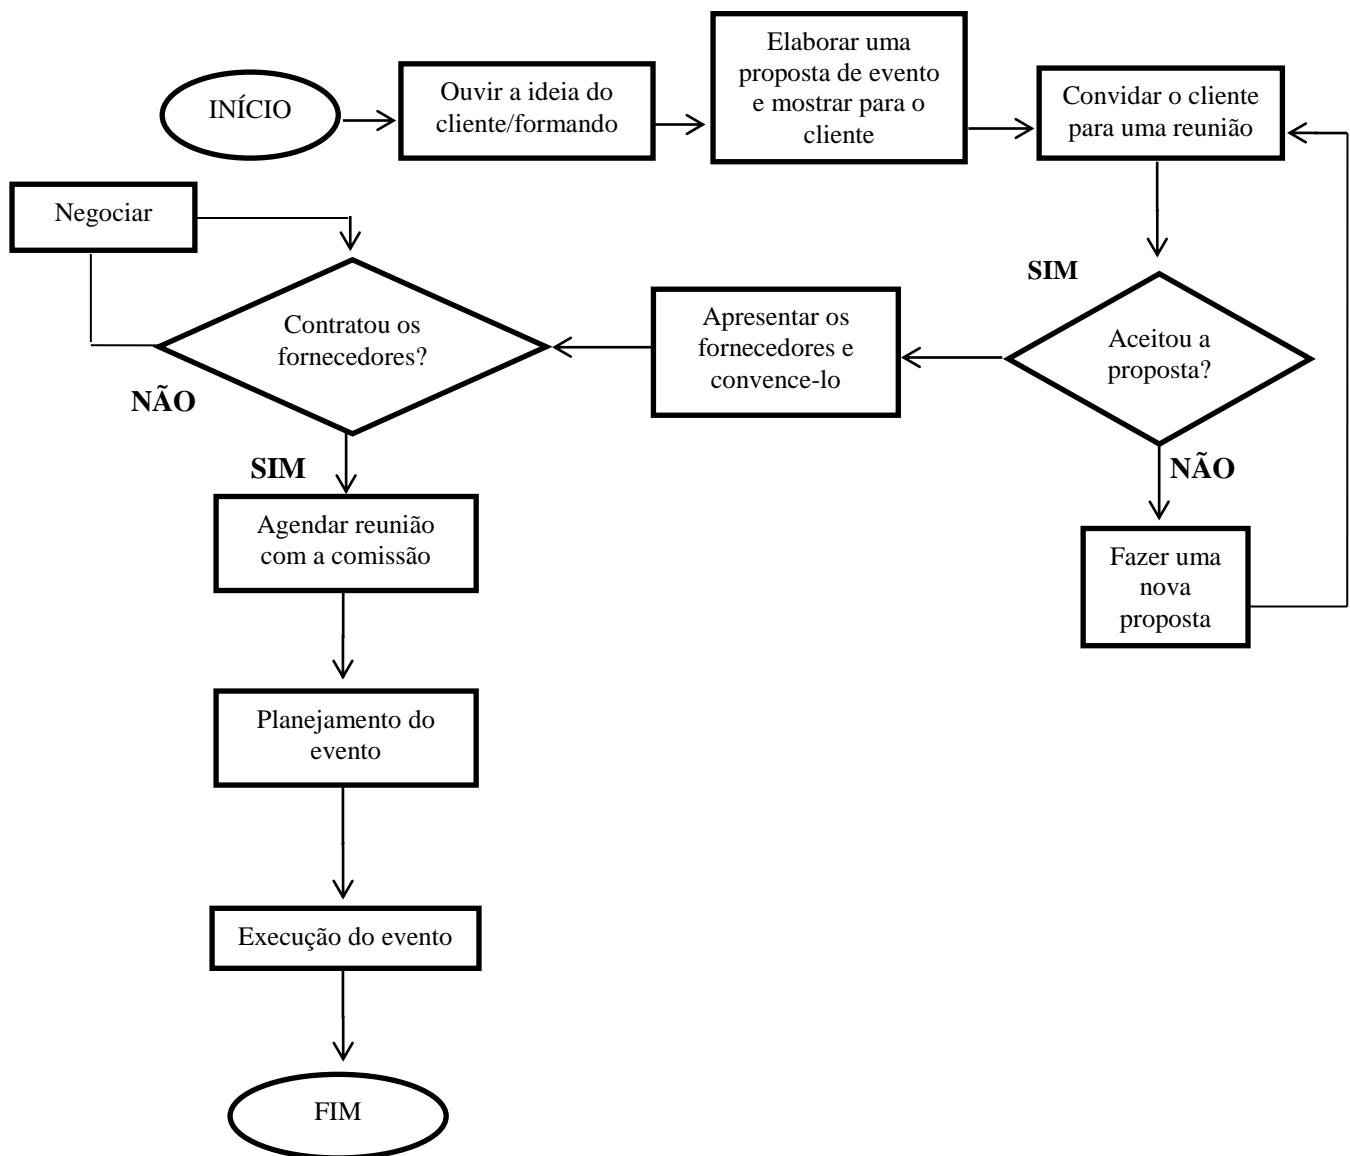 INÍCIO
Ouvir a ideia do
cliente/formando
Elaborar uma
proposta de evento
e mostrar para o
cliente
Convidar o cliente
para uma reunião
SIM
Aceitou a
proposta?
NÃO
Fazer uma
nova
proposta
Apresentar os
fornecedores e
convence-lo
Contratou os
fornecedores?
NÃO
Negociar
SIM
Agendar reunião
com a comissão
Planejamento do
evento
Execução do evento
FIM